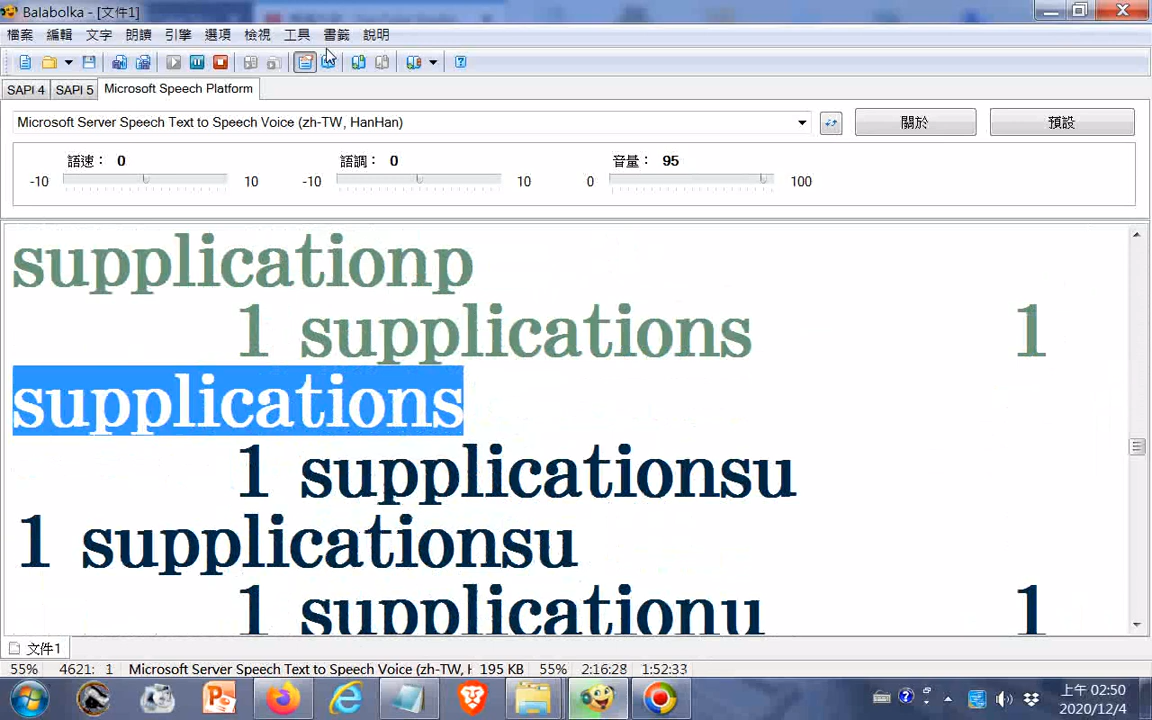 Balabolka - [文件1]
檔案 編輯 文字 朗讀 引擎 選項 檢視 工具 書籤 說明
SAPI 4 SAPI 5 Microsoft Speech Platform
Microsoft Server Speech Text to Speech Voice (zh-TW, HanHan) 關於 預設
語速： 0 語調： 0 音量： 95
-10 10 -10 10 0 100
supplicationp
1 supplications 1
supplications
1 supplicationsu
1 supplicationsu
1 supplicationu 1
文件1
55% 4621: 1 Microsoft Server Speech Text to Speech Voice (zh-TW, 195 KB 55% 2:16:28 1:52:33
上午 02:50
2020/12/4